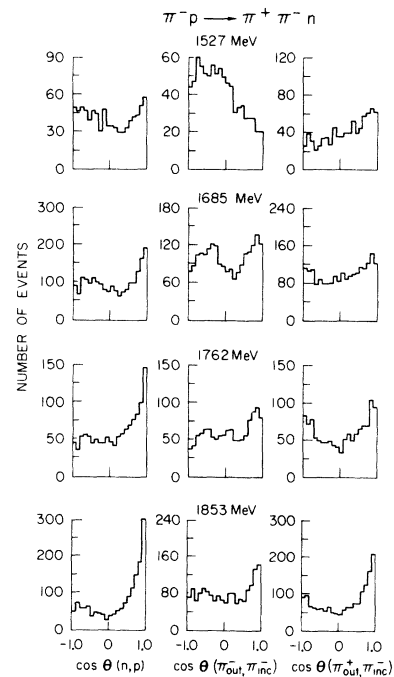 π⁻p → π⁺ π⁻ n
1527 MeV
90 60 120
60 40 80
30 20 40
0 0 0
1685 MeV
300 180 240
200 120 160
100 60 80
0 0 0
NUMBER OF EVENTS
1762 MeV
150 150 150
100 100 100
50 50 50
0 0 0
1853 MeV
300 240 300
200 160 200
100 80 100
0 0
-1.0 0 1.0 -1.0 0 1.0 -1.0 0 1.0
cos θ (n,p) cos θ (π⁻out, π⁻inc) cos θ (π⁺out, π⁻inc)